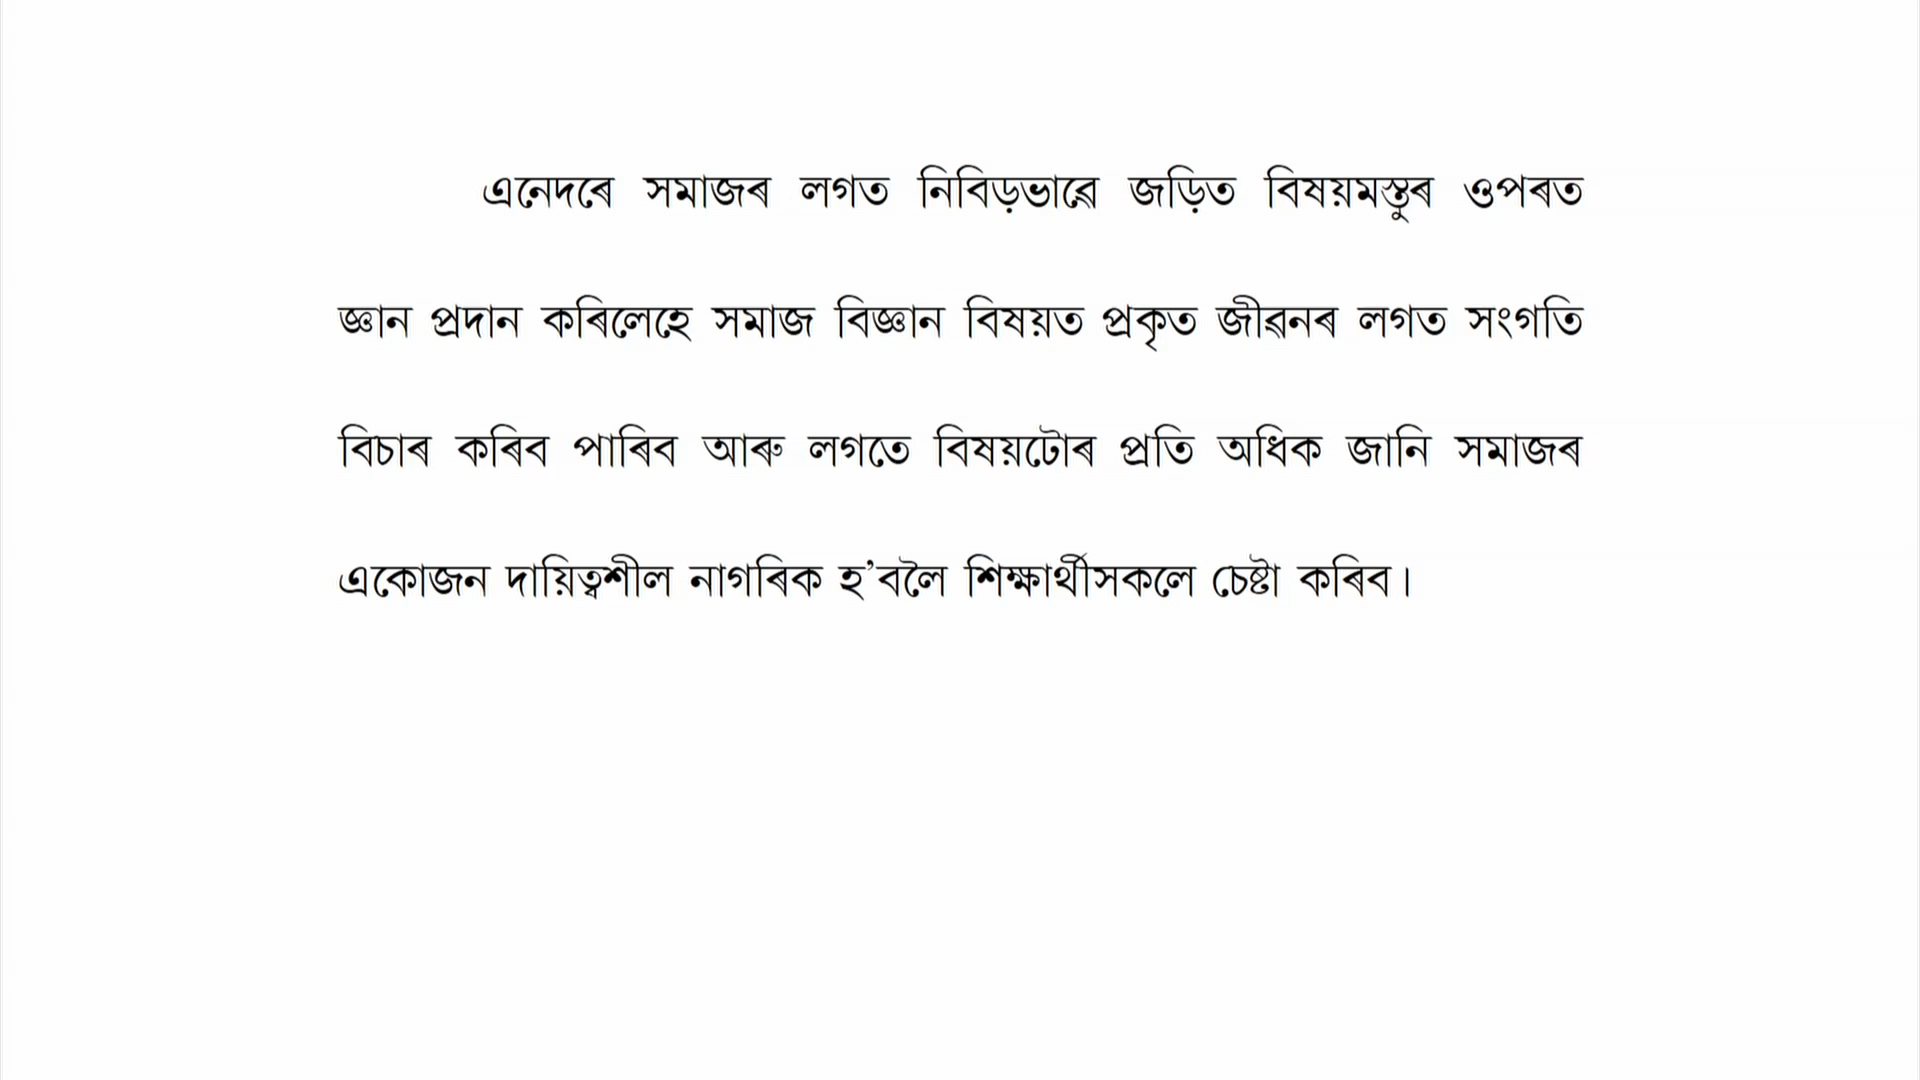 এনেদৰে সমাজৰ লগত নিবিড়ভাৱে জড়িত বিষয়মস্তুৰ ওপৰত
জ্ঞান প্ৰদান কৰিলেহে সমাজ বিজ্ঞান বিষয়ত প্ৰকৃত জীৱনৰ লগত সংগতি
বিচাৰ কৰিব পাৰিব আৰু লগতে বিষয়টোৰ প্ৰতি অধিক জানি সমাজৰ
একোজন দায়িত্বশীল নাগৰিক হ’বলৈ শিক্ষাৰ্থীসকলে চেষ্টা কৰিব।